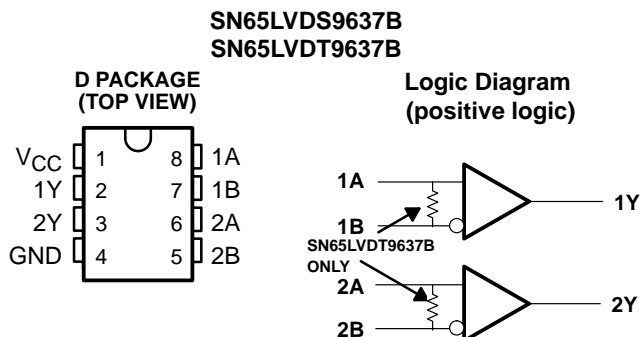 SN65LVDS9637B
SN65LVDT9637B
D PACKAGE
(TOP VIEW)
VCC 1 8 1A
1Y 2 7 1B
2Y 3 6 2A
GND 4 5 2B
Logic Diagram
(positive logic)
1A
1Y
1B
SN65LVDT9637B
ONLY
2A
2Y
2B